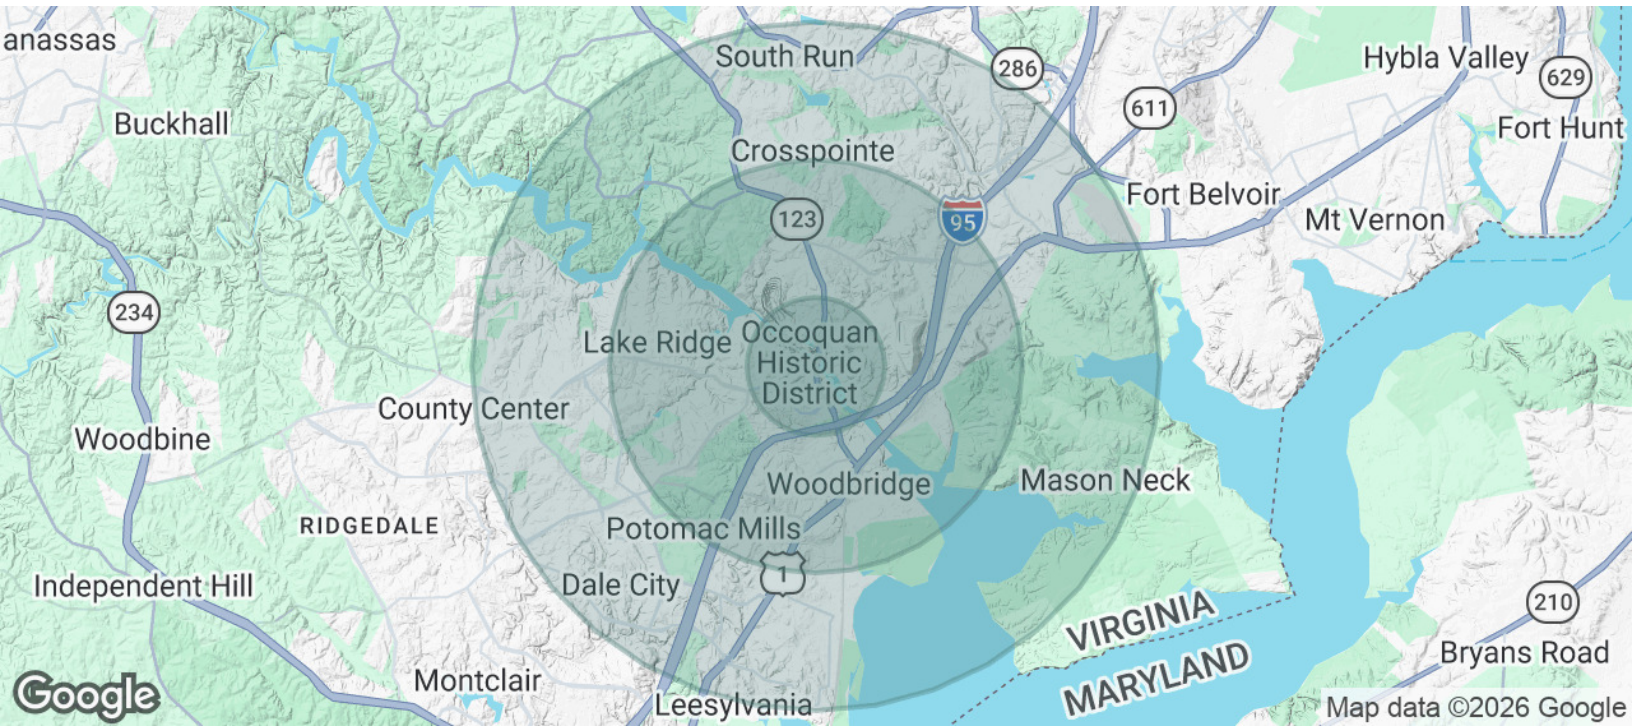 South Run
anassas
Hybla Valley
286
629
611
Buckhall
Fort Hunt
Crosspointe
Fort Belvoir
123
95
Mt Vernon
234
Lake Ridge
Occoquan
Historic
District
County Center
Woodbine
Woodbridge
Mason Neck
RIDGEDALE
Potomac Mills
1
Dale City
Independent Hill
210
VIRGINIA
MARYLAND
Bryans Road
Montclair
Leesylvania
Google
Map data ©2026 Google